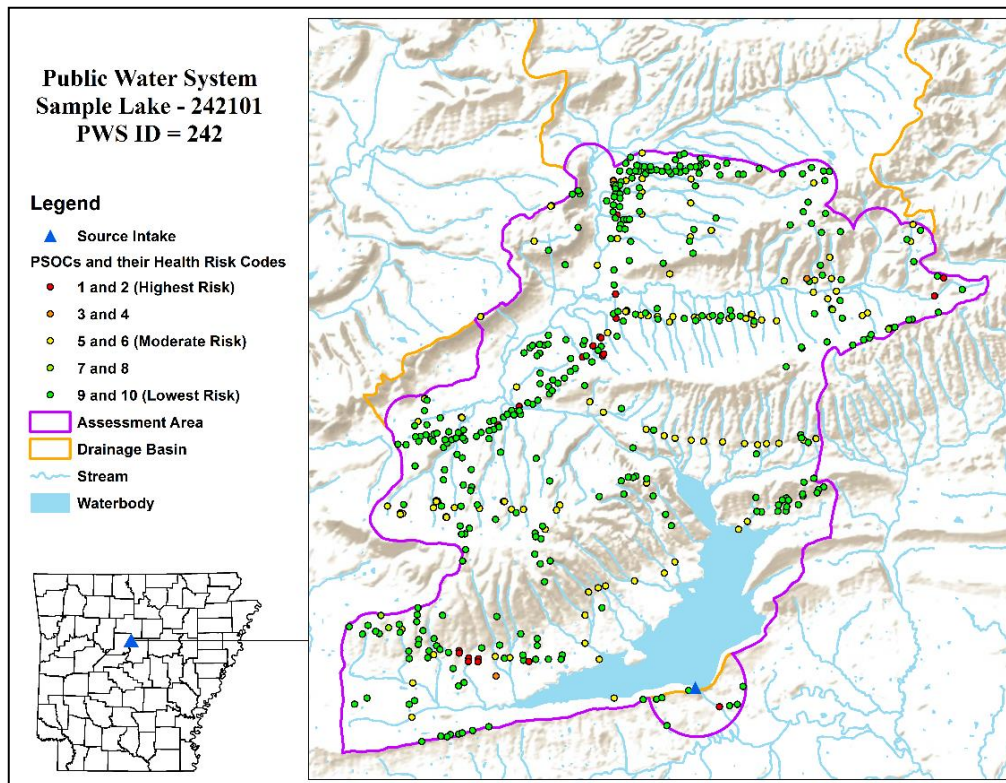 Public Water System
Sample Lake - 242101
PWS ID = 242
Legend
Source Intake
PSOCs and their Health Risk Codes
1 and 2 (Highest Risk)
3 and 4
5 and 6 (Moderate Risk)
7 and 8
9 and 10 (Lowest Risk)
Assessment Area
Drainage Basin
Stream
Waterbody